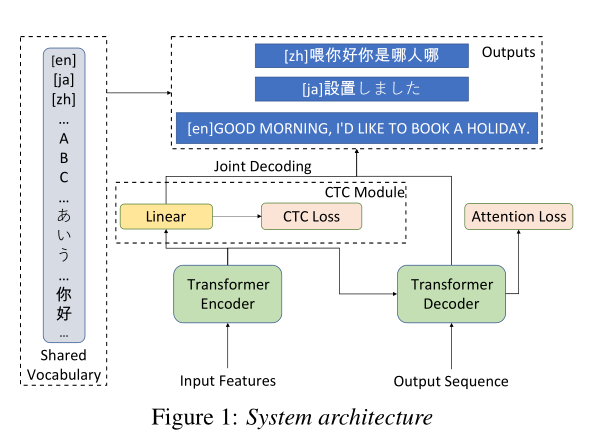 [en]
[ja]
[zh]
...
A
B
C
...
あ
い
う
...
你
好
...
Shared
Vocabulary
[zh]喂你好你是哪人哪
Outputs
[ja]設置しました
[en]GOOD MORNING, I'D LIKE TO BOOK A HOLIDAY.
Joint Decoding
CTC Module
Linear
CTC Loss
Attention Loss
Transformer
Encoder
Transformer
Decoder
Input Features
Output Sequence
Figure 1: System architecture